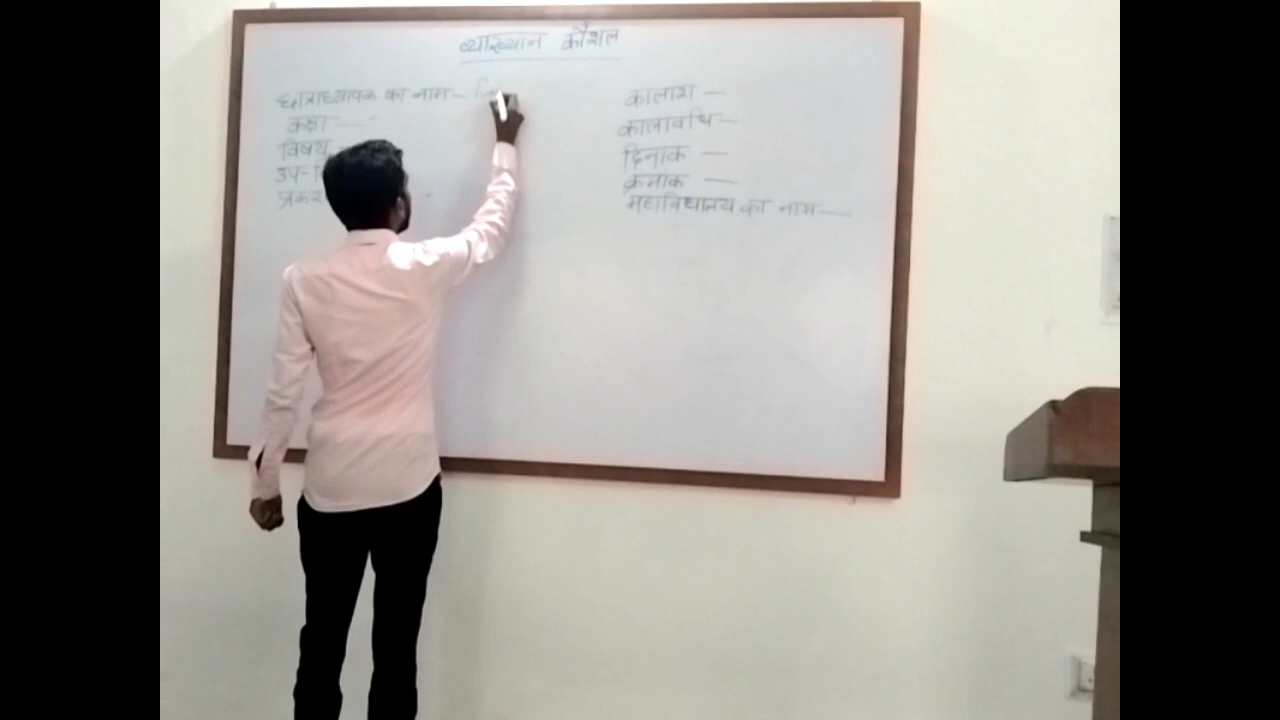 व्याख्यान कौशल
छात्राध्यापक का नाम -
कक्षा -
विषय
उप-
प्रकर
कालांश -
कालावधि -
दिनांक -
क्रमांक -
महाविद्यालय का नाम -